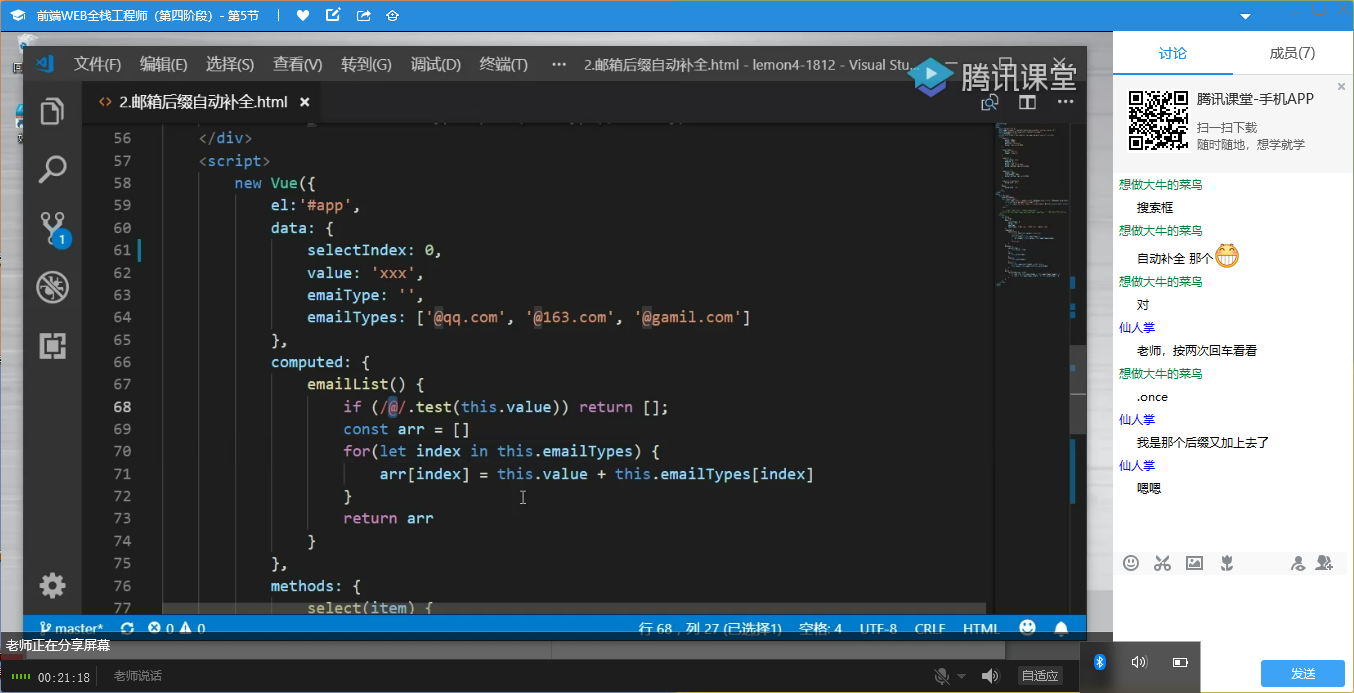 前端WEB全栈工程师（第四阶段）- 第5节
讨论
成员(7)
腾讯课堂-手机APP
扫一扫下载
随时随地，想学就学
文件(F) 编辑(E) 选择(S) 查看(V) 转到(G) 调试(D) 终端(T) ··· 2.邮箱后缀自动补全.html - lemon4-1812 - Visual Stu...
腾讯课堂
2.邮箱后缀自动补全.html
56 </div>
57 <script>
58 new Vue({
59 el:'#app',
60 data: {
61 selectIndex: 0,
62 value: 'xxx',
63 emaiType: '',
64 emailTypes: ['@qq.com', '@163.com', '@gamil.com']
65 },
66 computed: {
67 emailList() {
68 if (/@/.test(this.value)) return [];
69 const arr = []
70 for(let index in this.emailTypes) {
71 arr[index] = this.value + this.emailTypes[index]
72 }
73 return arr
74 }
75 },
76 methods: {
77 select(item) {
1
master* 0 0 行 68，列 27 (已选择1) 空格: 4 UTF-8 CRLF HTML
老师正在分享屏幕
00:21:18 老师说话 自适应
想做大牛的菜鸟
搜索框
想做大牛的菜鸟
自动补全 那个
想做大牛的菜鸟
对
仙人掌
老师，按两次回车看看
想做大牛的菜鸟
.once
仙人掌
我是那个后缀又加上去了
仙人掌
嗯嗯
发送